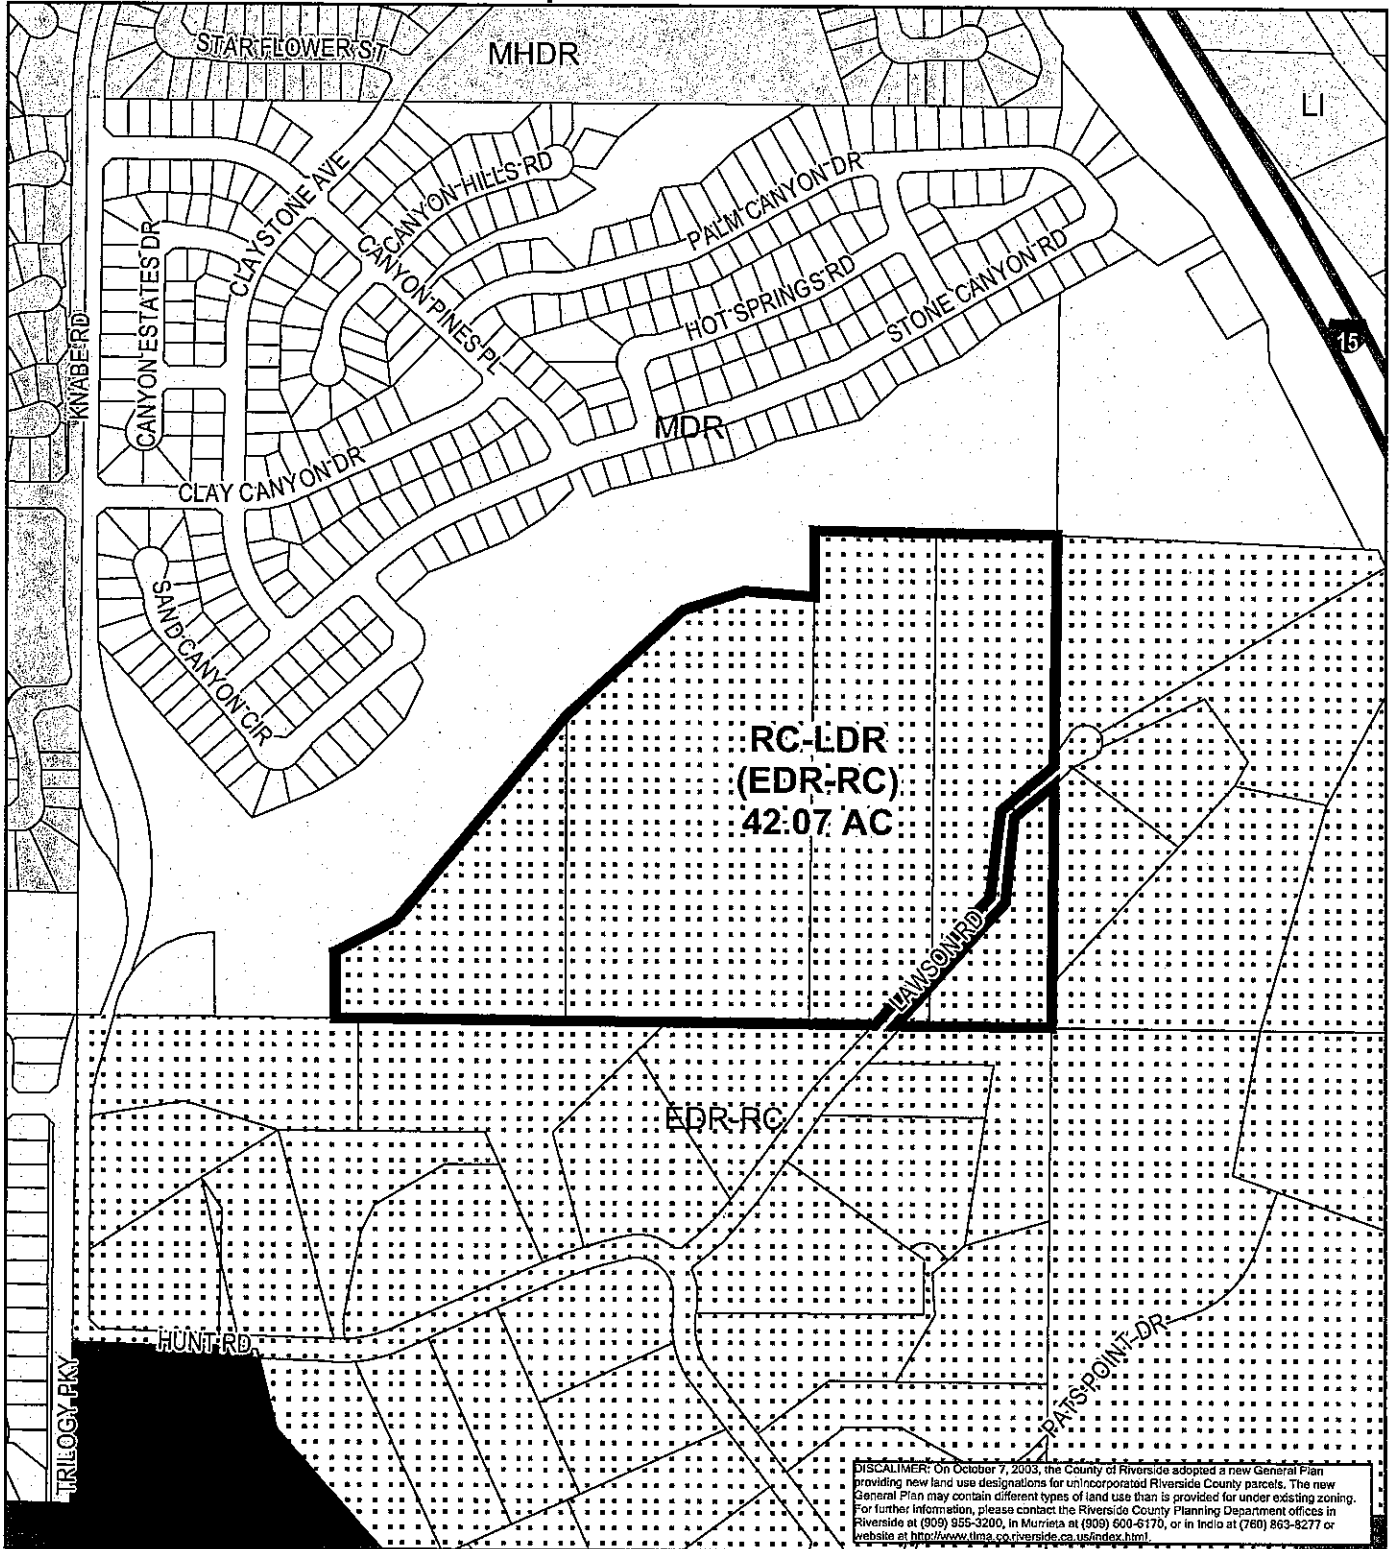 STAR FLOWER ST
MHDR
LI
CANYON HILLS RD
CLAYSTONE AVE
PALM CANYON DR
CANYON ESTATES DR
CANYON PINES PL
HOT SPRINGS RD
STONE CANYON RD
KNABE RD
15
MDR
CLAY CANYON DR
SAND CANYON CIR
RC-LDR
(EDR-RC)
42.07 AC
LAWSON RD
EDR-RC
HUNT RD
TRILOGY PKY
PATS POINT DR
DISCALIMER: On October 7, 2003, the County of Riverside adopted a new General Plan
providing new land use designations for unincorporated Riverside County parcels. The new
General Plan may contain different types of land use than is provided for under existing zoning.
For further information, please contact the Riverside County Planning Department offices in
Riverside at (909) 955-3200, in Murrieta at (909) 600-6170, or in Indio at (760) 863-8277 or
website at http://www.tlma.co.riverside.ca.us/index.html